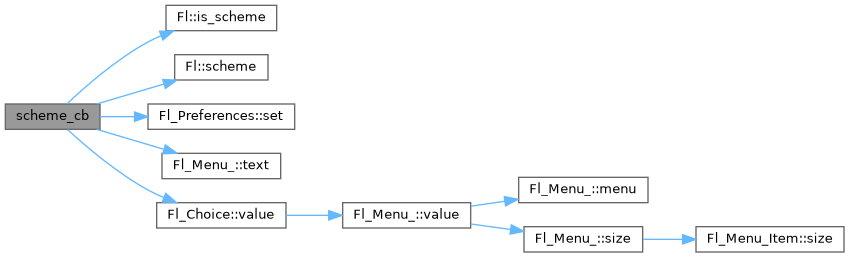 scheme_cb
Fl::is_scheme
Fl::scheme
Fl_Preferences::set
Fl_Menu_::text
Fl_Choice::value
Fl_Menu_::value
Fl_Menu_::menu
Fl_Menu_::size
Fl_Menu_Item::size